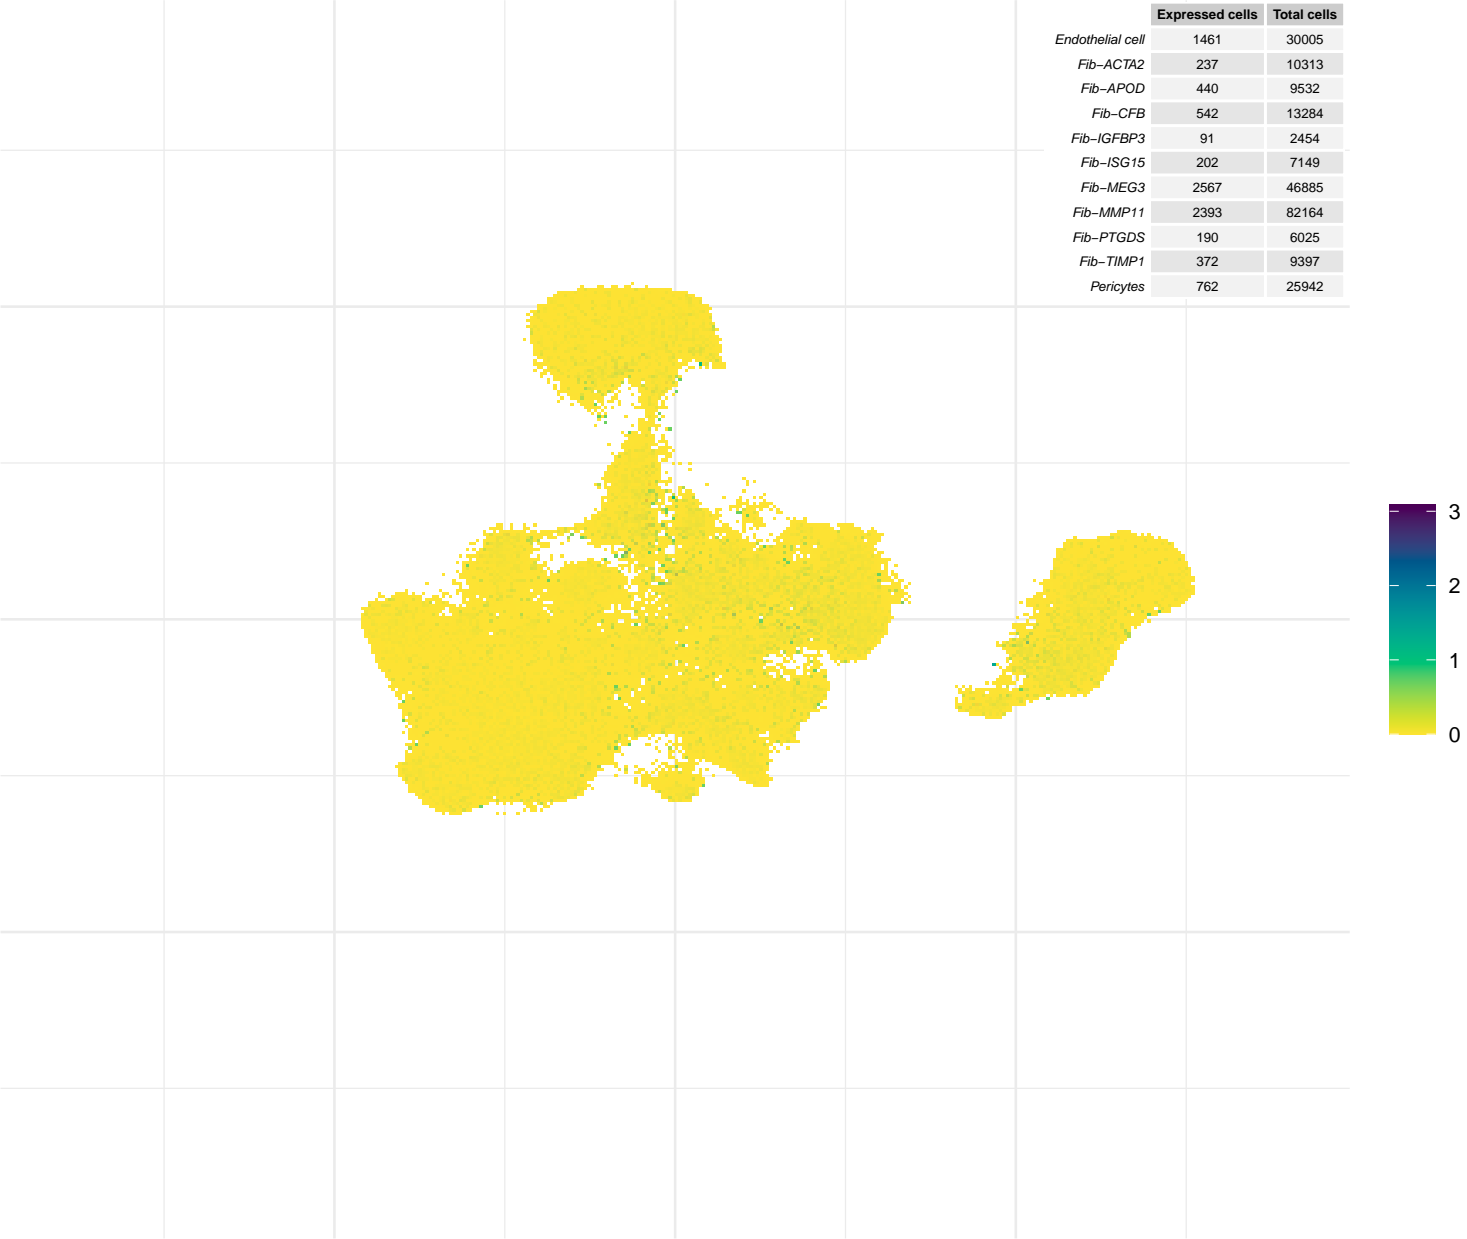 Expressed cells Total cells
Endothelial cell 1461 30005
Fib−ACTA2 237 10313
Fib−APOD 440 9532
Fib−CFB 542 13284
Fib−IGFBP3 91 2454
Fib−ISG15 202 7149
Fib−MEG3 2567 46885
Fib−MMP11 2393 82164
Fib−PTGDS 190 6025
Fib−TIMP1 372 9397
Pericytes 762 25942
3
2
1
0